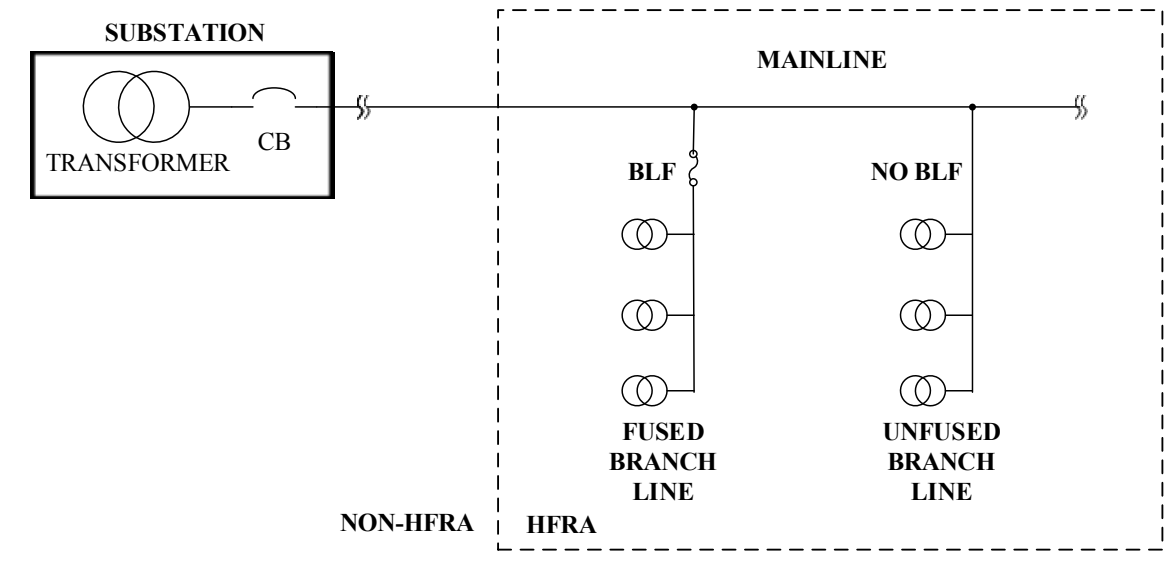 SUBSTATION
TRANSFORMER
CB
MAINLINE
BLF
NO BLF
FUSED
BRANCH
LINE
UNFUSED
BRANCH
LINE
NON-HFRA
HFRA